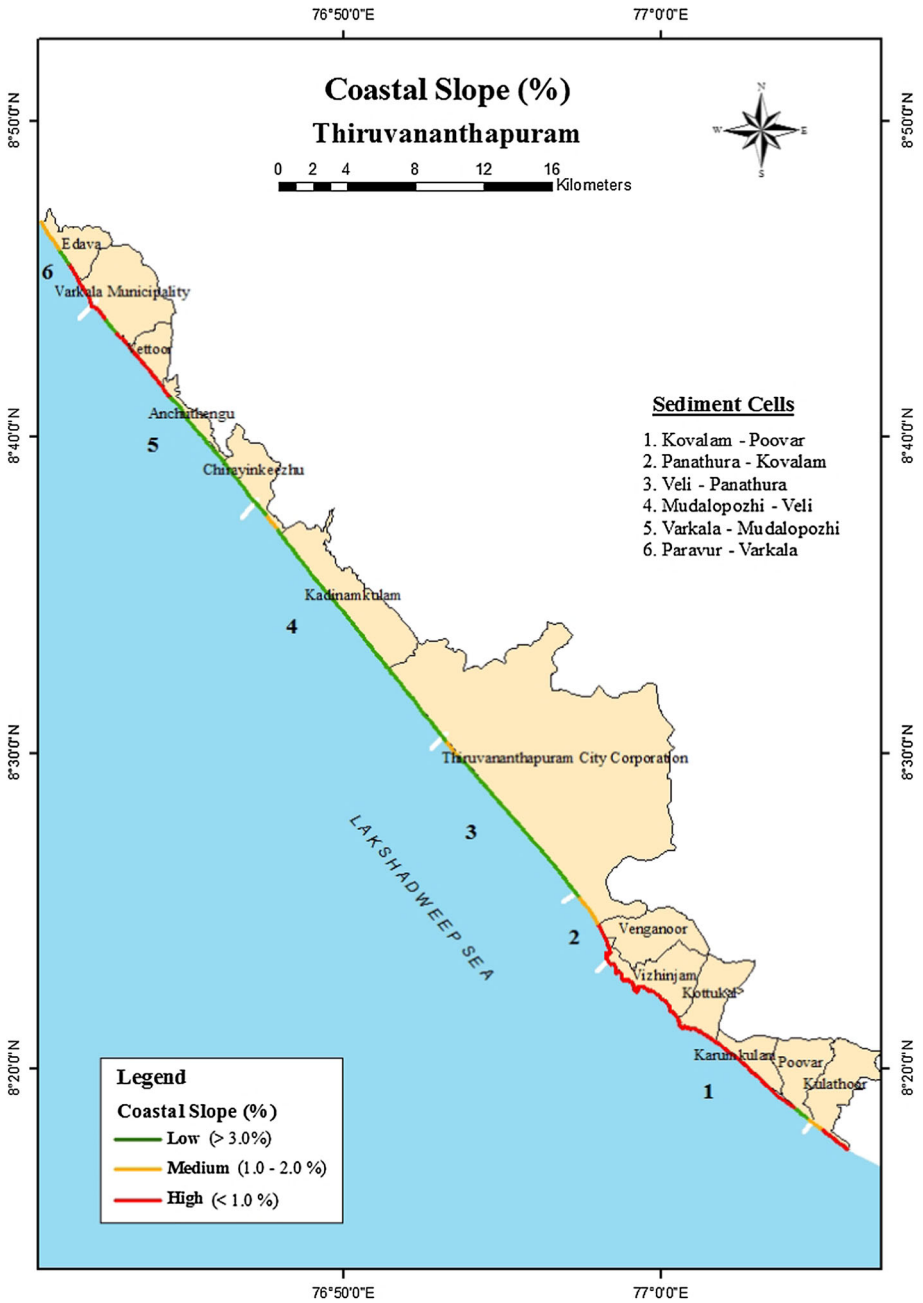 76°50'0"E
77°0'0"E
Coastal Slope (%)
Thiruvananthapuram
N
W
E
S
0 2 4 8 12 16
Kilometers
8°50'0"N
8°50'0"N
Edava
6
Varkala Municipality
Vettoor
Anchuthengu
5
Chirayinkeezhu
8°40'0"N
8°40'0"N
Sediment Cells
1. Kovalam - Poovar
2. Panathura - Kovalam
3. Veli - Panathura
4. Mudalopozhi - Veli
5. Varkala - Mudalopozhi
6. Paravur - Varkala
Kadinamkulam
4
8°30'0"N
8°30'0"N
Thiruvananthapuram City Corporation
3
LAKSHADWEEP SEA
2
Venganoor
Vizhinjam
Kottukal
Karumkulam
Poovar
Kulathoor
1
8°20'0"N
8°20'0"N
Legend
Coastal Slope (%)
Low (> 3.0%)
Medium (1.0 - 2.0 %)
High (< 1.0 %)
76°50'0"E
77°0'0"E